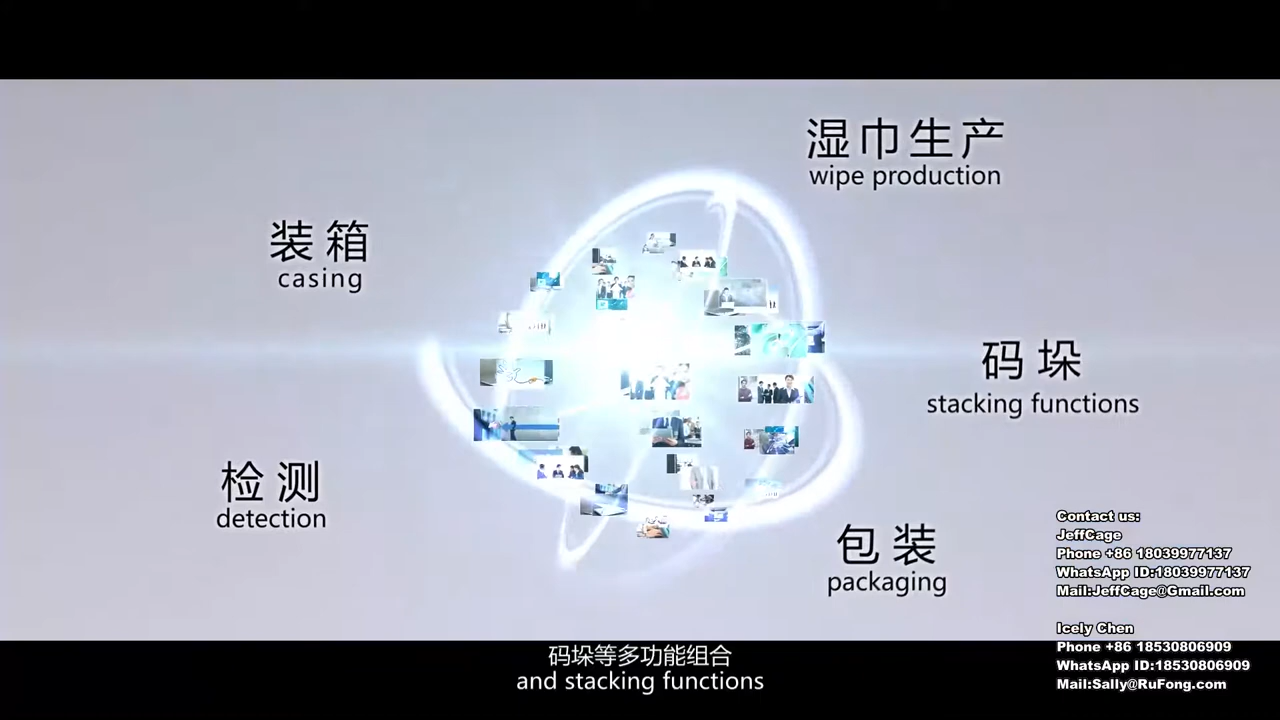 湿巾生产
wipe production
装箱
casing
码垛
stacking functions
检测
detection
包装
packaging
Contact us:
JeffCage
Phone +86 18039977137
WhatsApp ID:18039977137
Mail:JeffCage@Gmail.com
Icely Chen
Phone +86 18530806909
WhatsApp ID:18530806909
Mail:Sally@RuFong.com
码垛等多功能组合
and stacking functions